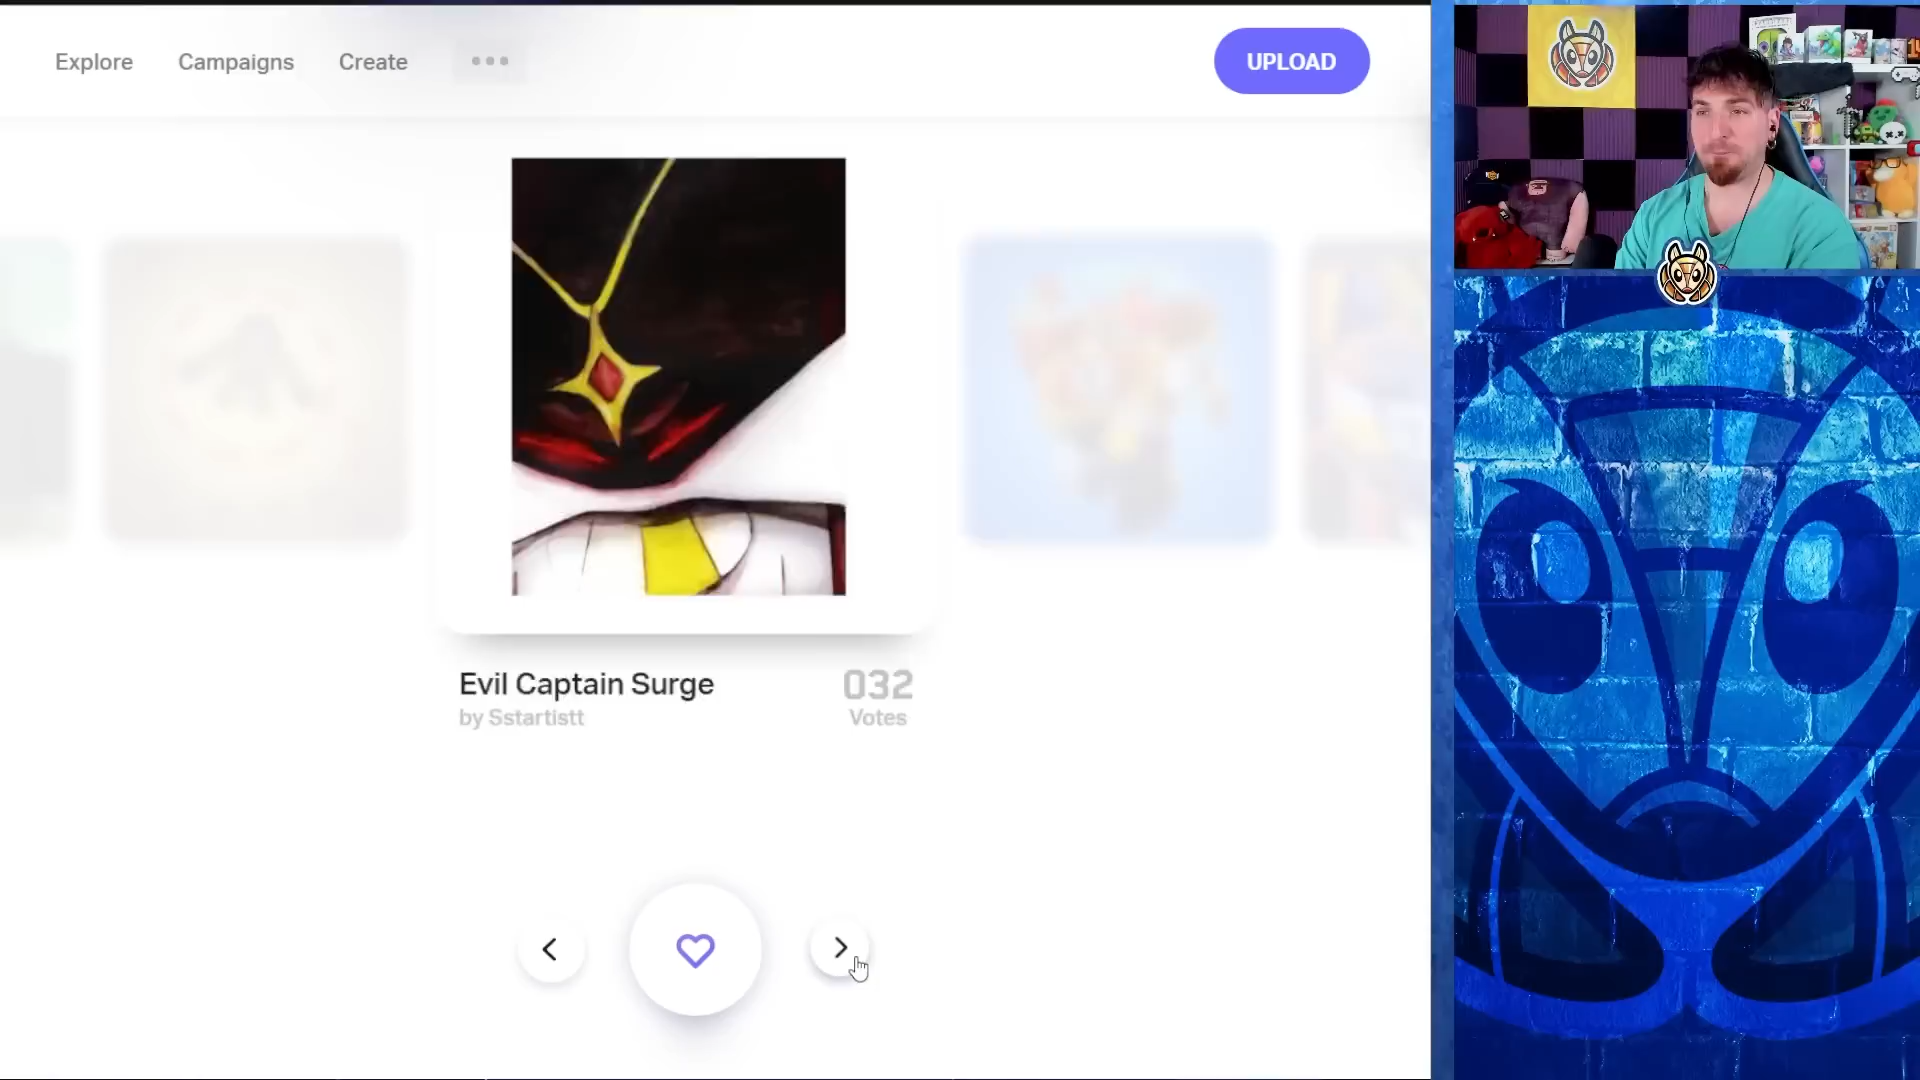 Explore Campaigns Create
UPLOAD
Evil Captain Surge
by Sstartistt
032
Votes